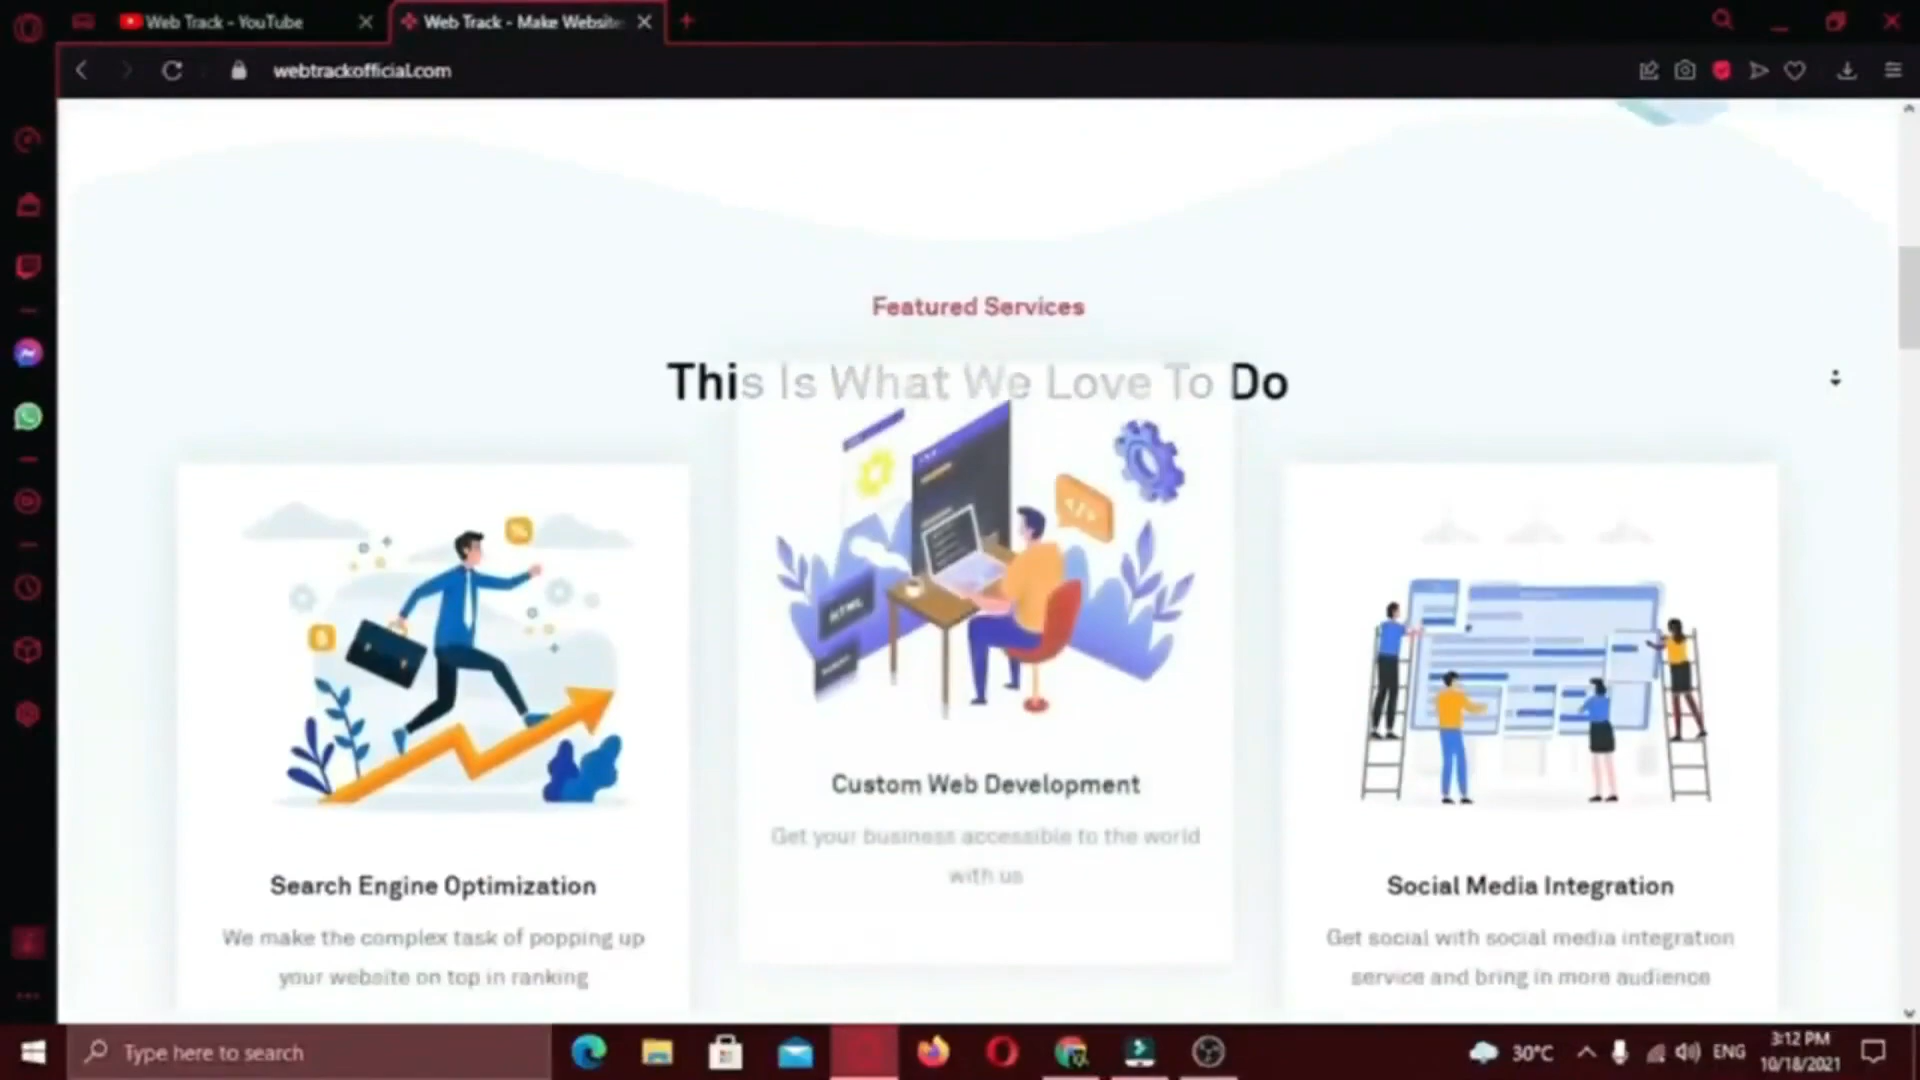 Web Track - YouTube
Web Track - Make Website
webtrackofficial.com
Featured Services
This Is What We Love To Do
HTML
</>
Custom Web Development
Get your business accessible to the world
with us
Search Engine Optimization
We make the complex task of popping up
your website on top in ranking
Social Media Integration
Get social with social media integration
service and bring in more audience
Type here to search
30°C
ENG
3:12 PM
10/18/2021